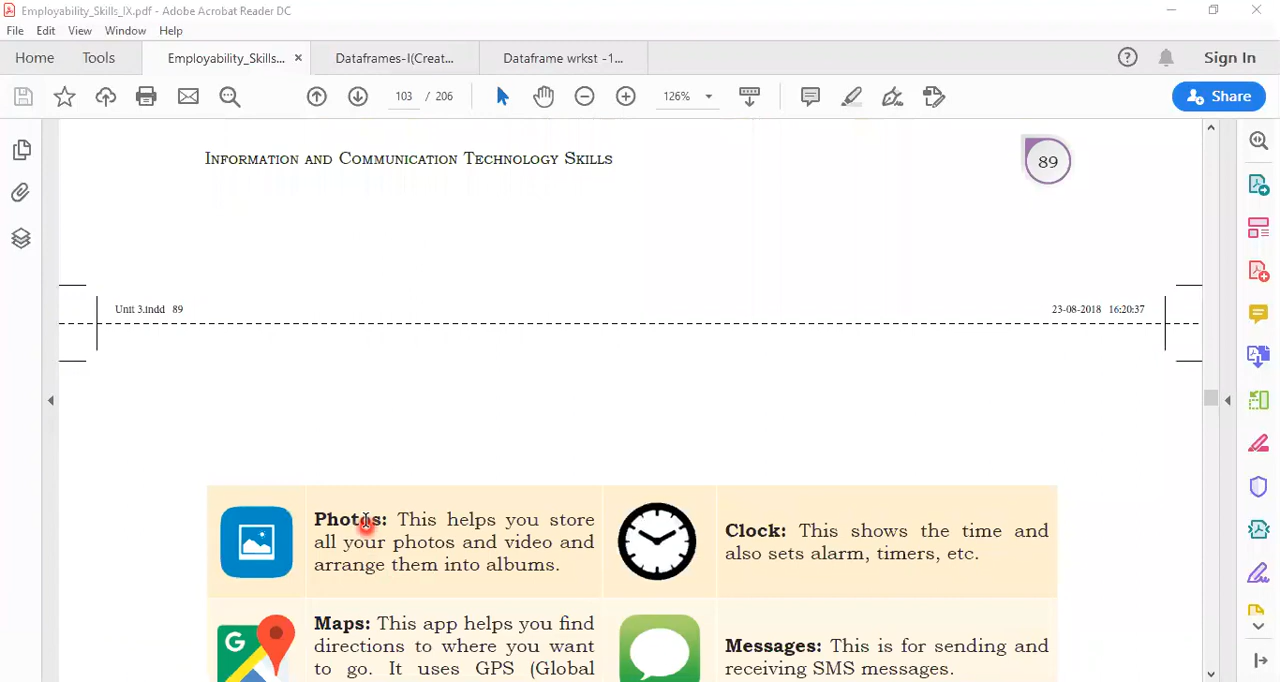 Employability_Skills_IX.pdf - Adobe Acrobat Reader DC
File Edit View Window Help
Home Tools Employability_Skills... × Dataframes-I(Creat... Dataframe wrkst -1... Sign In
103 / 206 126% Share
INFORMATION AND COMMUNICATION TECHNOLOGY SKILLS 89
Unit 3.indd 89 23-08-2018 16:20:37
Photos: This helps you store
all your photos and video and
arrange them into albums.
Clock: This shows the time and
also sets alarm, timers, etc.
G
Maps: This app helps you find
directions to where you want
to go. It uses GPS (Global
Messages: This is for sending and
receiving SMS messages.